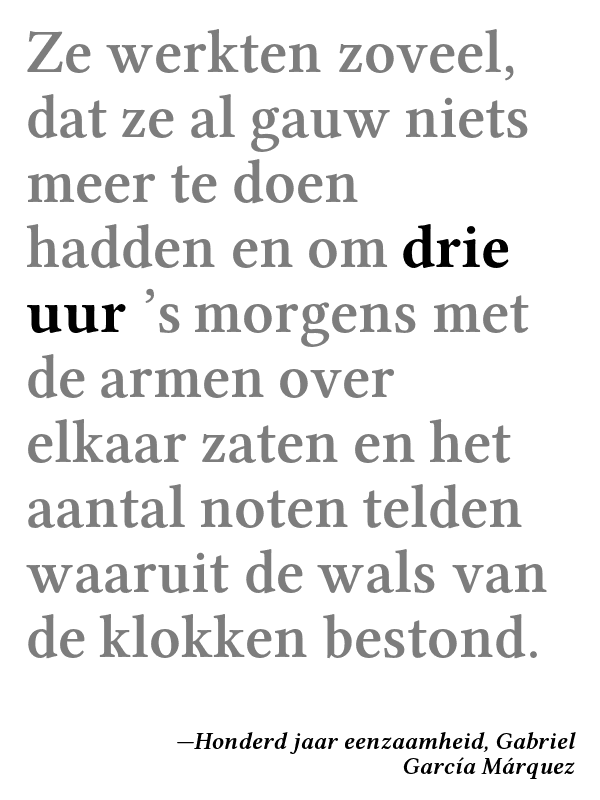 Ze werkten zoveel,
dat ze al gauw niets
meer te doen
hadden en om drie
uur ’s morgens met
de armen over
elkaar zaten en het
aantal noten telden
waaruit de wals van
de klokken bestond.
—Honderd jaar eenzaamheid, Gabriel
García Márquez